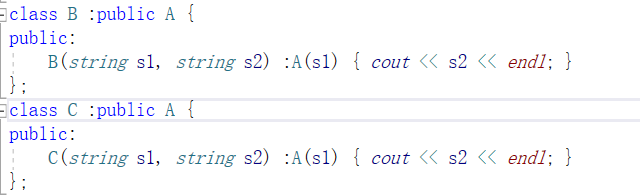 class B :public A {
public:
    B(string s1, string s2) :A(s1) { cout << s2 << endl; }
};
class C :public A {
public:
    C(string s1, string s2) :A(s1) { cout << s2 << endl; }
};